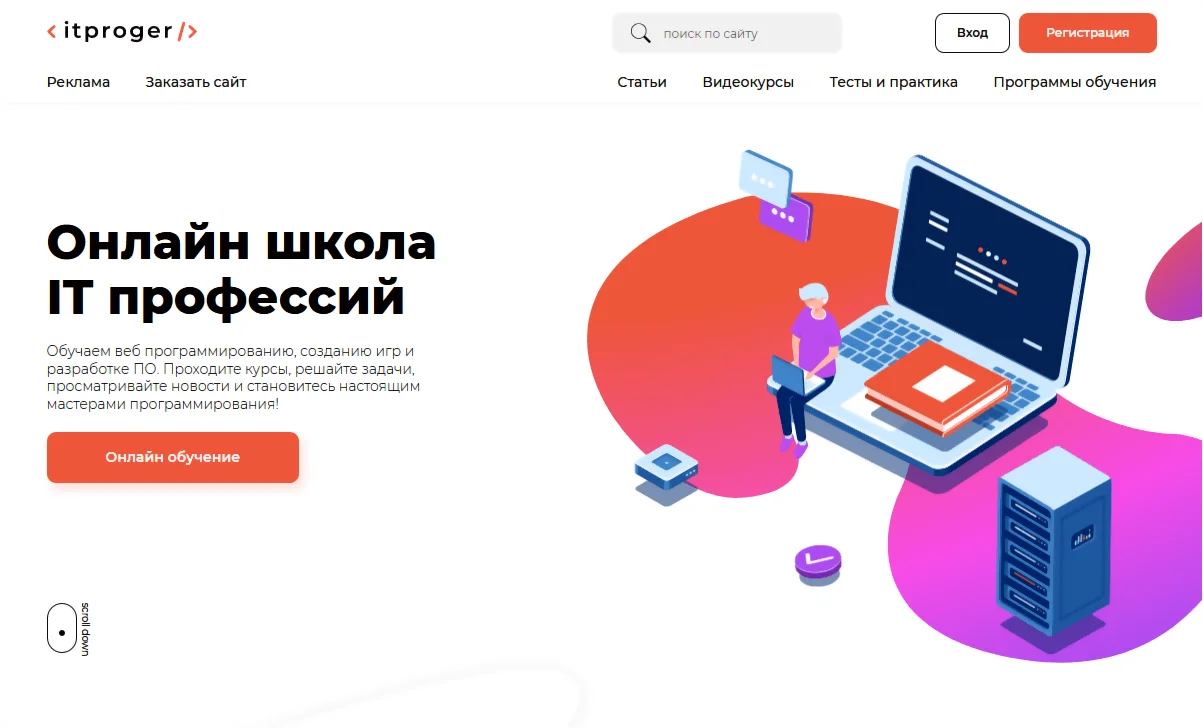 <itproger/>
поиск по сайту
Вход
Регистрация
Реклама
Заказать сайт
Статьи
Видеокурсы
Тесты и практика
Программы обучения
Онлайн школа
IT профессий
Обучаем веб программированию, созданию игр и
разработке ПО. Проходите курсы, решайте задачи,
просматривайте новости и становитесь настоящим
мастерами программирования!
Онлайн обучение
scroll down